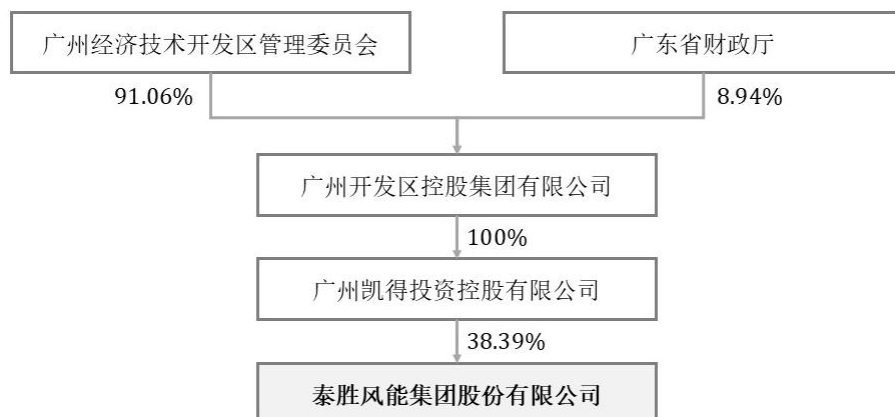 广州经济技术开发区管理委员会
广东省财政厅
91.06%
8.94%
广州开发区控股集团有限公司
100%
广州凯得投资控股有限公司
38.39%
泰胜风能集团股份有限公司